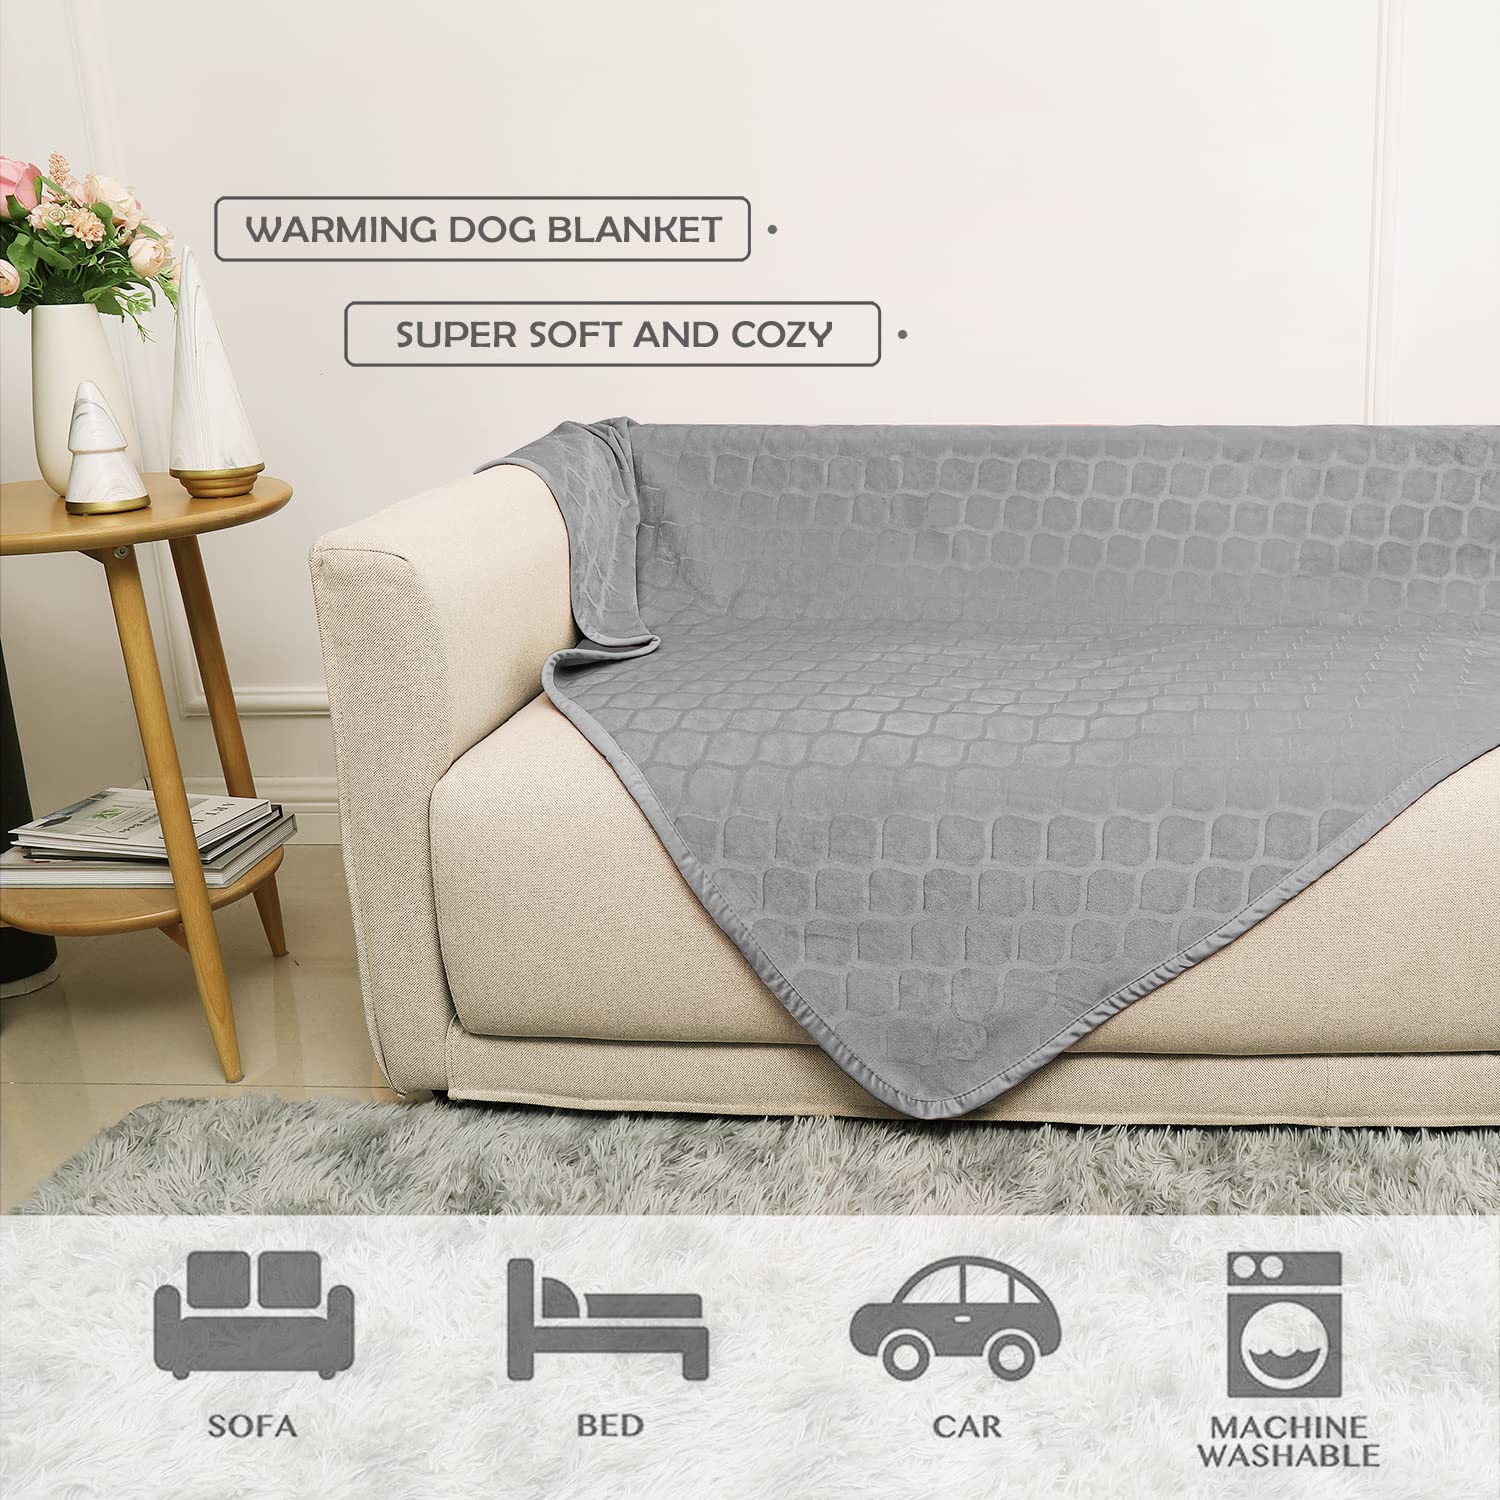 WARMING DOG BLANKET
SUPER SOFT AND COZY
SOFA
BED
CAR
MACHINE
WASHABLE